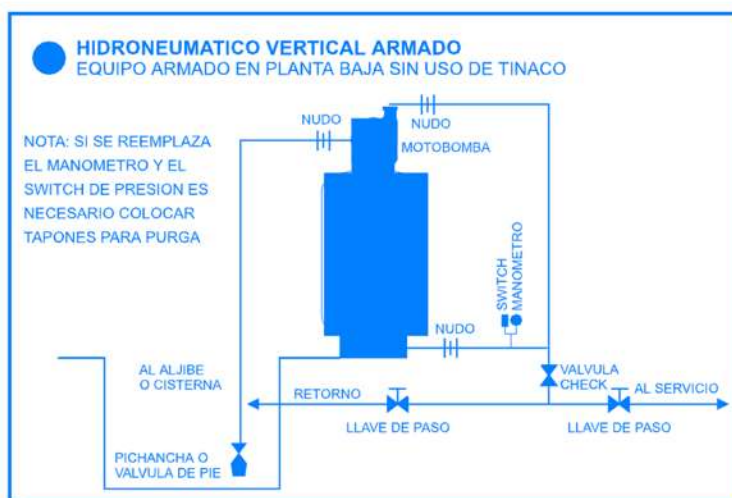 HIDRONEUMATICO VERTICAL ARMADO
EQUIPO ARMADO EN PLANTA BAJA SIN USO DE TINACO
NOTA: SI SE REEMPLAZA
EL MANOMETRO Y EL
SWITCH DE PRESION ES
NECESARIO COLOCAR
TAPONES PARA PURGA
NUDO
NUDO
MOTOBOMBA
SWITCH
MANOMETRO
NUDO
AL ALJIBE
O CISTERNA
RETORNO
VALVULA
CHECK
AL SERVICIO
LLAVE DE PASO
LLAVE DE PASO
PICHANCHA O
VALVULA DE PIE